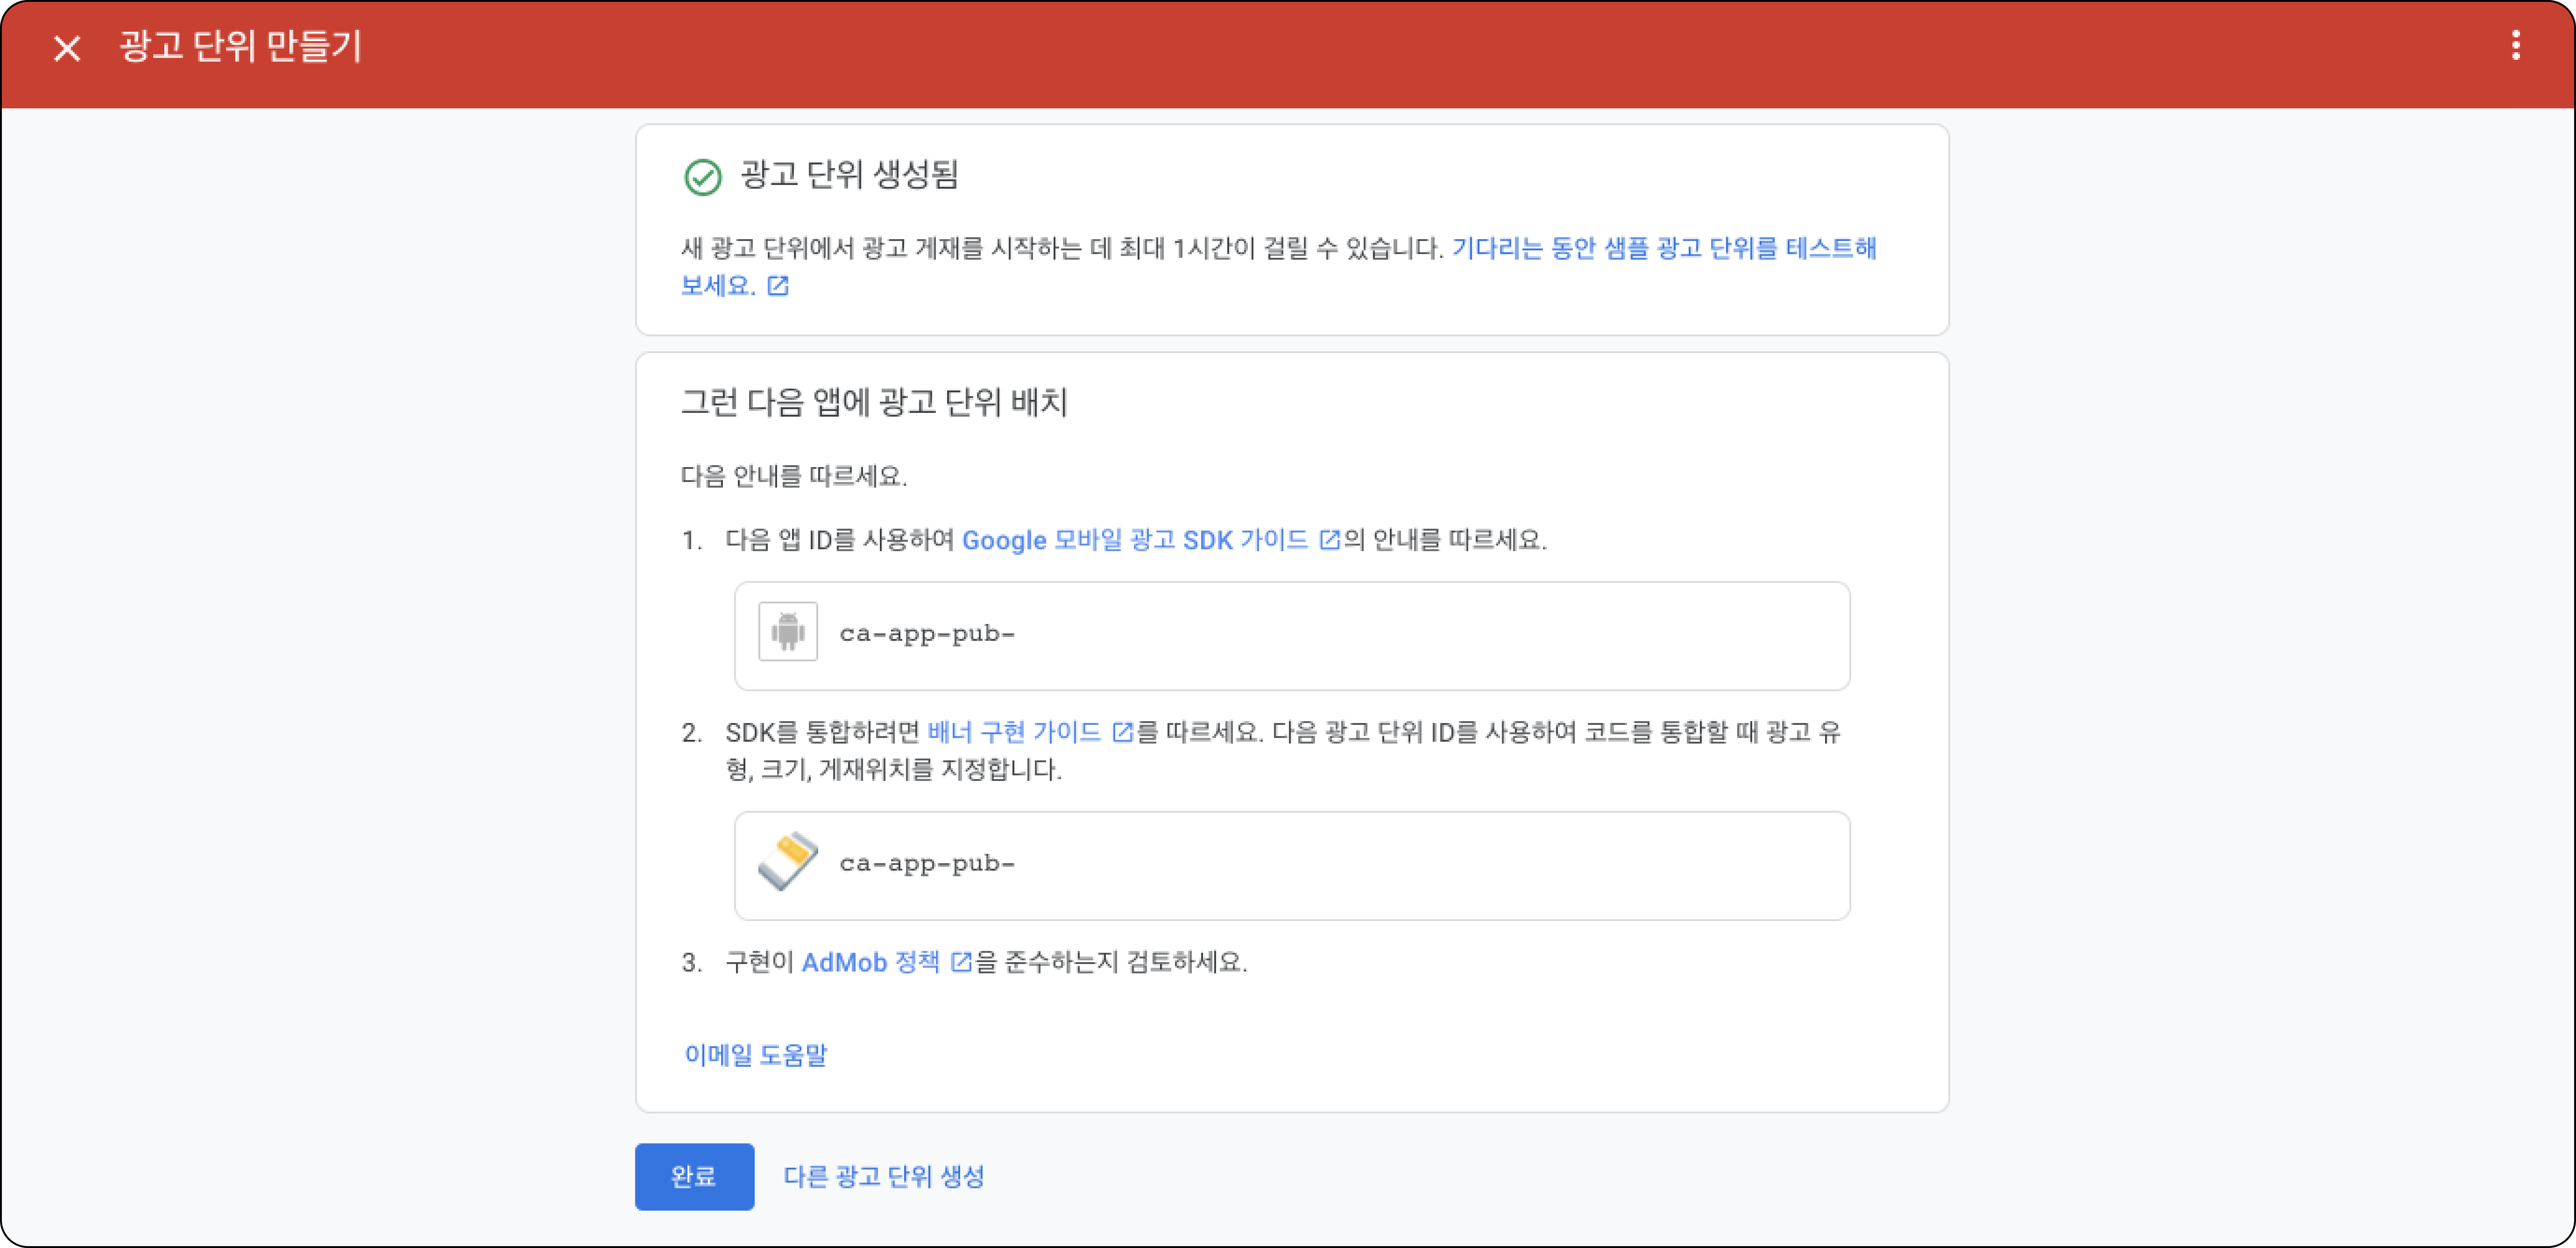 광고 단위 만들기
광고 단위 생성됨
새 광고 단위에서 광고 게재를 시작하는 데 최대 1시간이 걸릴 수 있습니다. 기다리는 동안 샘플 광고 단위를 테스트해
보세요.
그런 다음 앱에 광고 단위 배치
다음 안내를 따르세요.
1. 다음 앱 ID를 사용하여 Google 모바일 광고 SDK 가이드의 안내를 따르세요.
ca-app-pub-
2. SDK를 통합하려면 배너 구현 가이드를 따르세요. 다음 광고 단위 ID를 사용하여 코드를 통합할 때 광고 유
형, 크기, 게재위치를 지정합니다.
ca-app-pub-
3. 구현이 AdMob 정책을 준수하는지 검토하세요.
이메일 도움말
완료 다른 광고 단위 생성